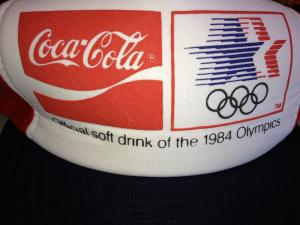 Coca-Cola
®
TM
Official soft drink of the 1984 Olympics